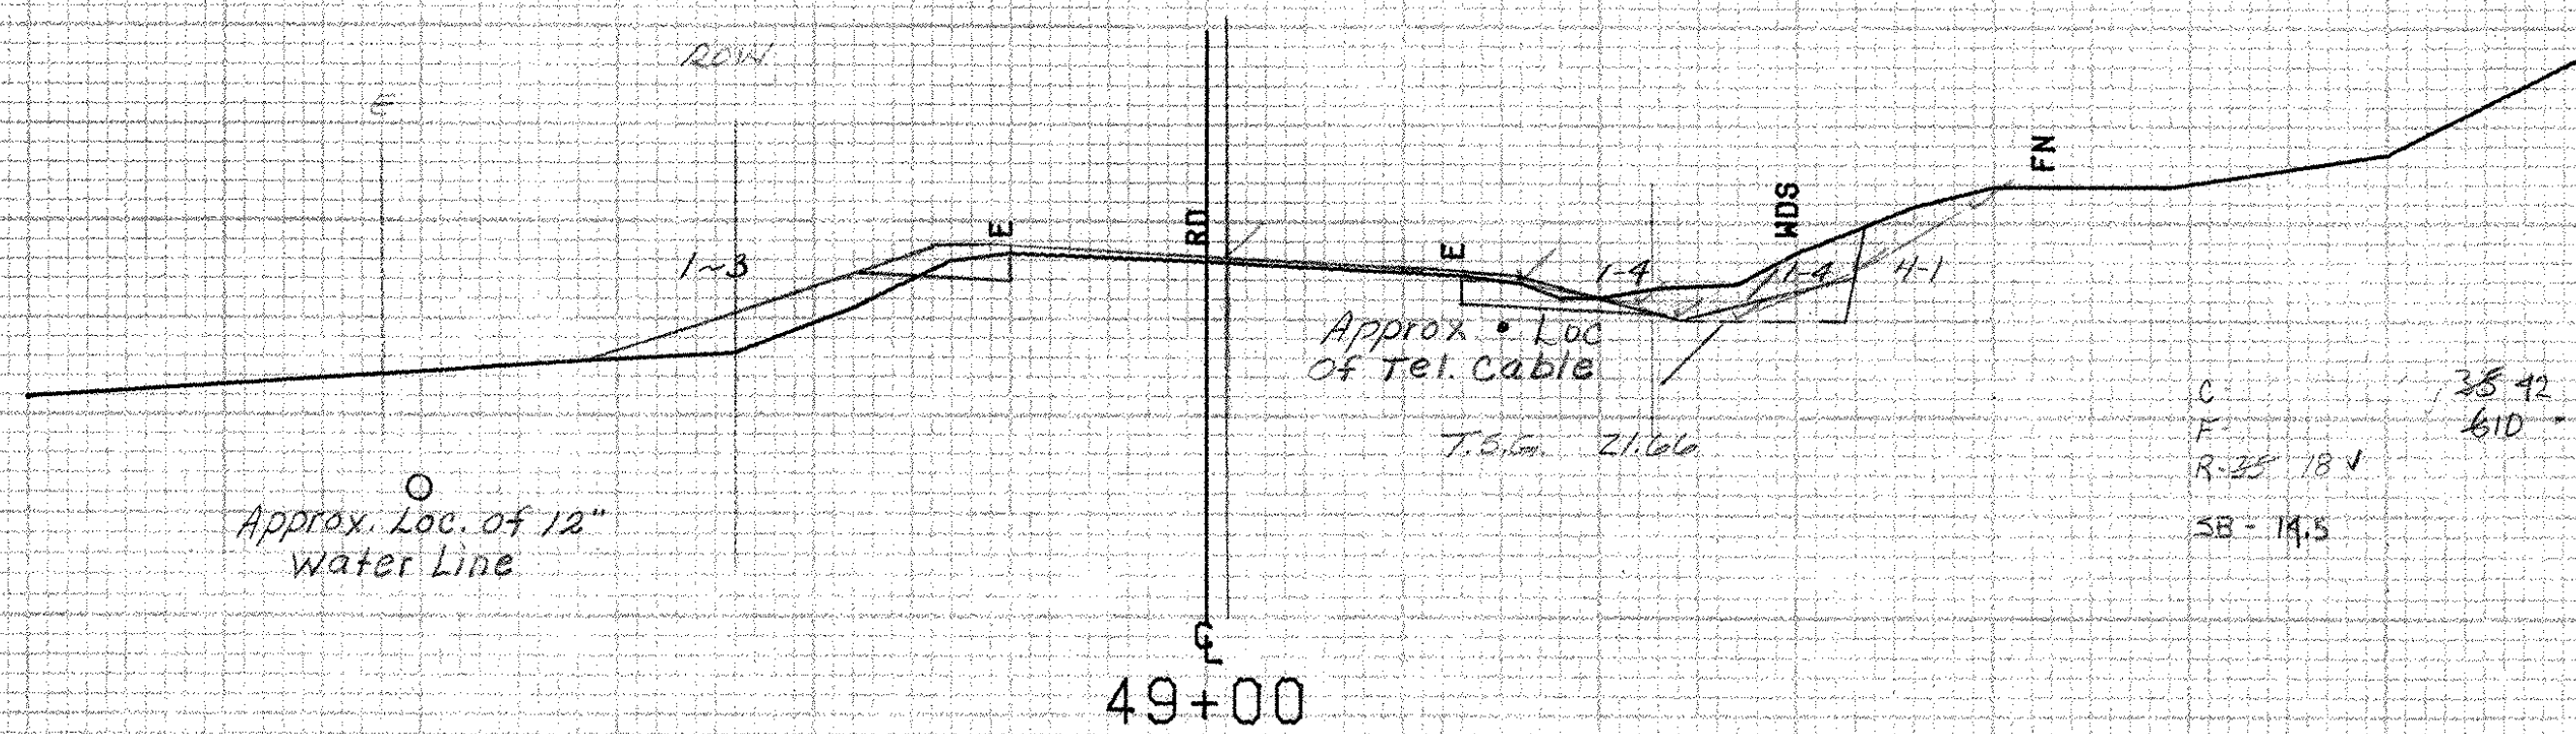 ROW
E
E
RD
E
WDS
FN
1~3
1-4
1-4
4-1
Approx. Loc
Of Tel. Cable
T.S.G. 21.66
C 42
F 10 -
R- 35 18 ✓
SB - 14.5
Approx. Loc. of 12"
Water Line
CL
49+00